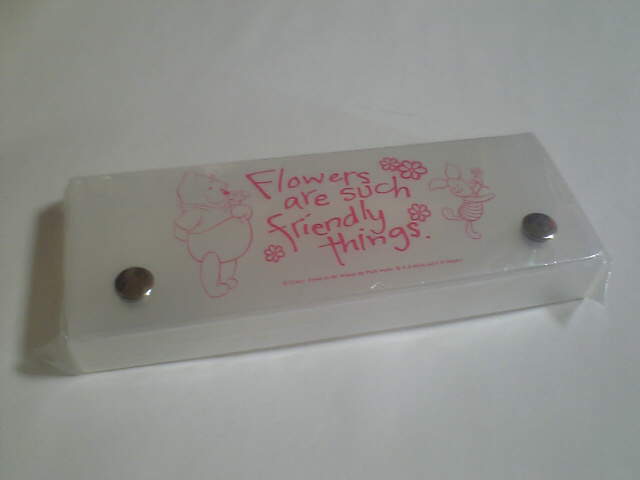 Flowers
are such
friendly
things.